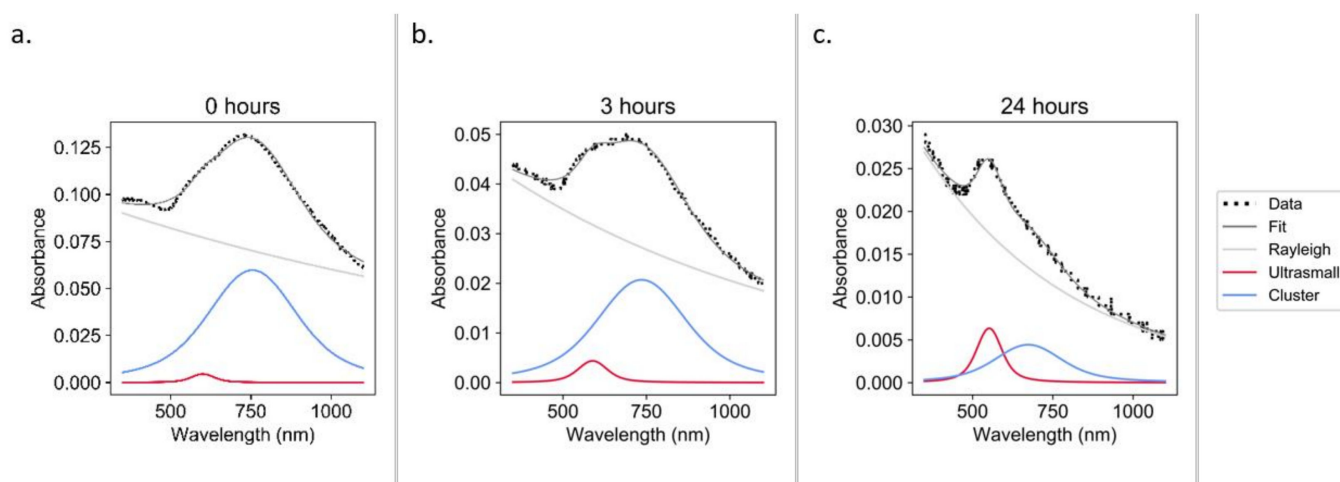 a.
0 hours
0.125
0.100
0.075
0.050
0.025
0.000
Absorbance
500 750 1000
Wavelength (nm)
b.
3 hours
0.05
0.04
0.03
0.02
0.01
0.00
Absorbance
500 750 1000
Wavelength (nm)
c.
24 hours
0.030
0.025
0.020
0.015
0.010
0.005
0.000
Absorbance
500 750 1000
Wavelength (nm)
Data
Fit
Rayleigh
Ultrasmall
Cluster